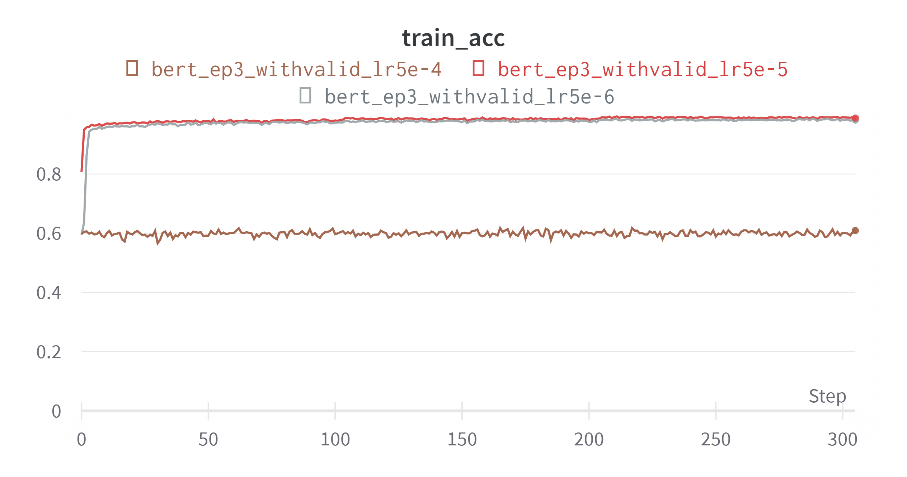 train_acc
bert_ep3_withvalid_lr5e-4 bert_ep3_withvalid_lr5e-5
bert_ep3_withvalid_lr5e-6
0.8
0.6
0.4
0.2
Step
0
0 50 100 150 200 250 300